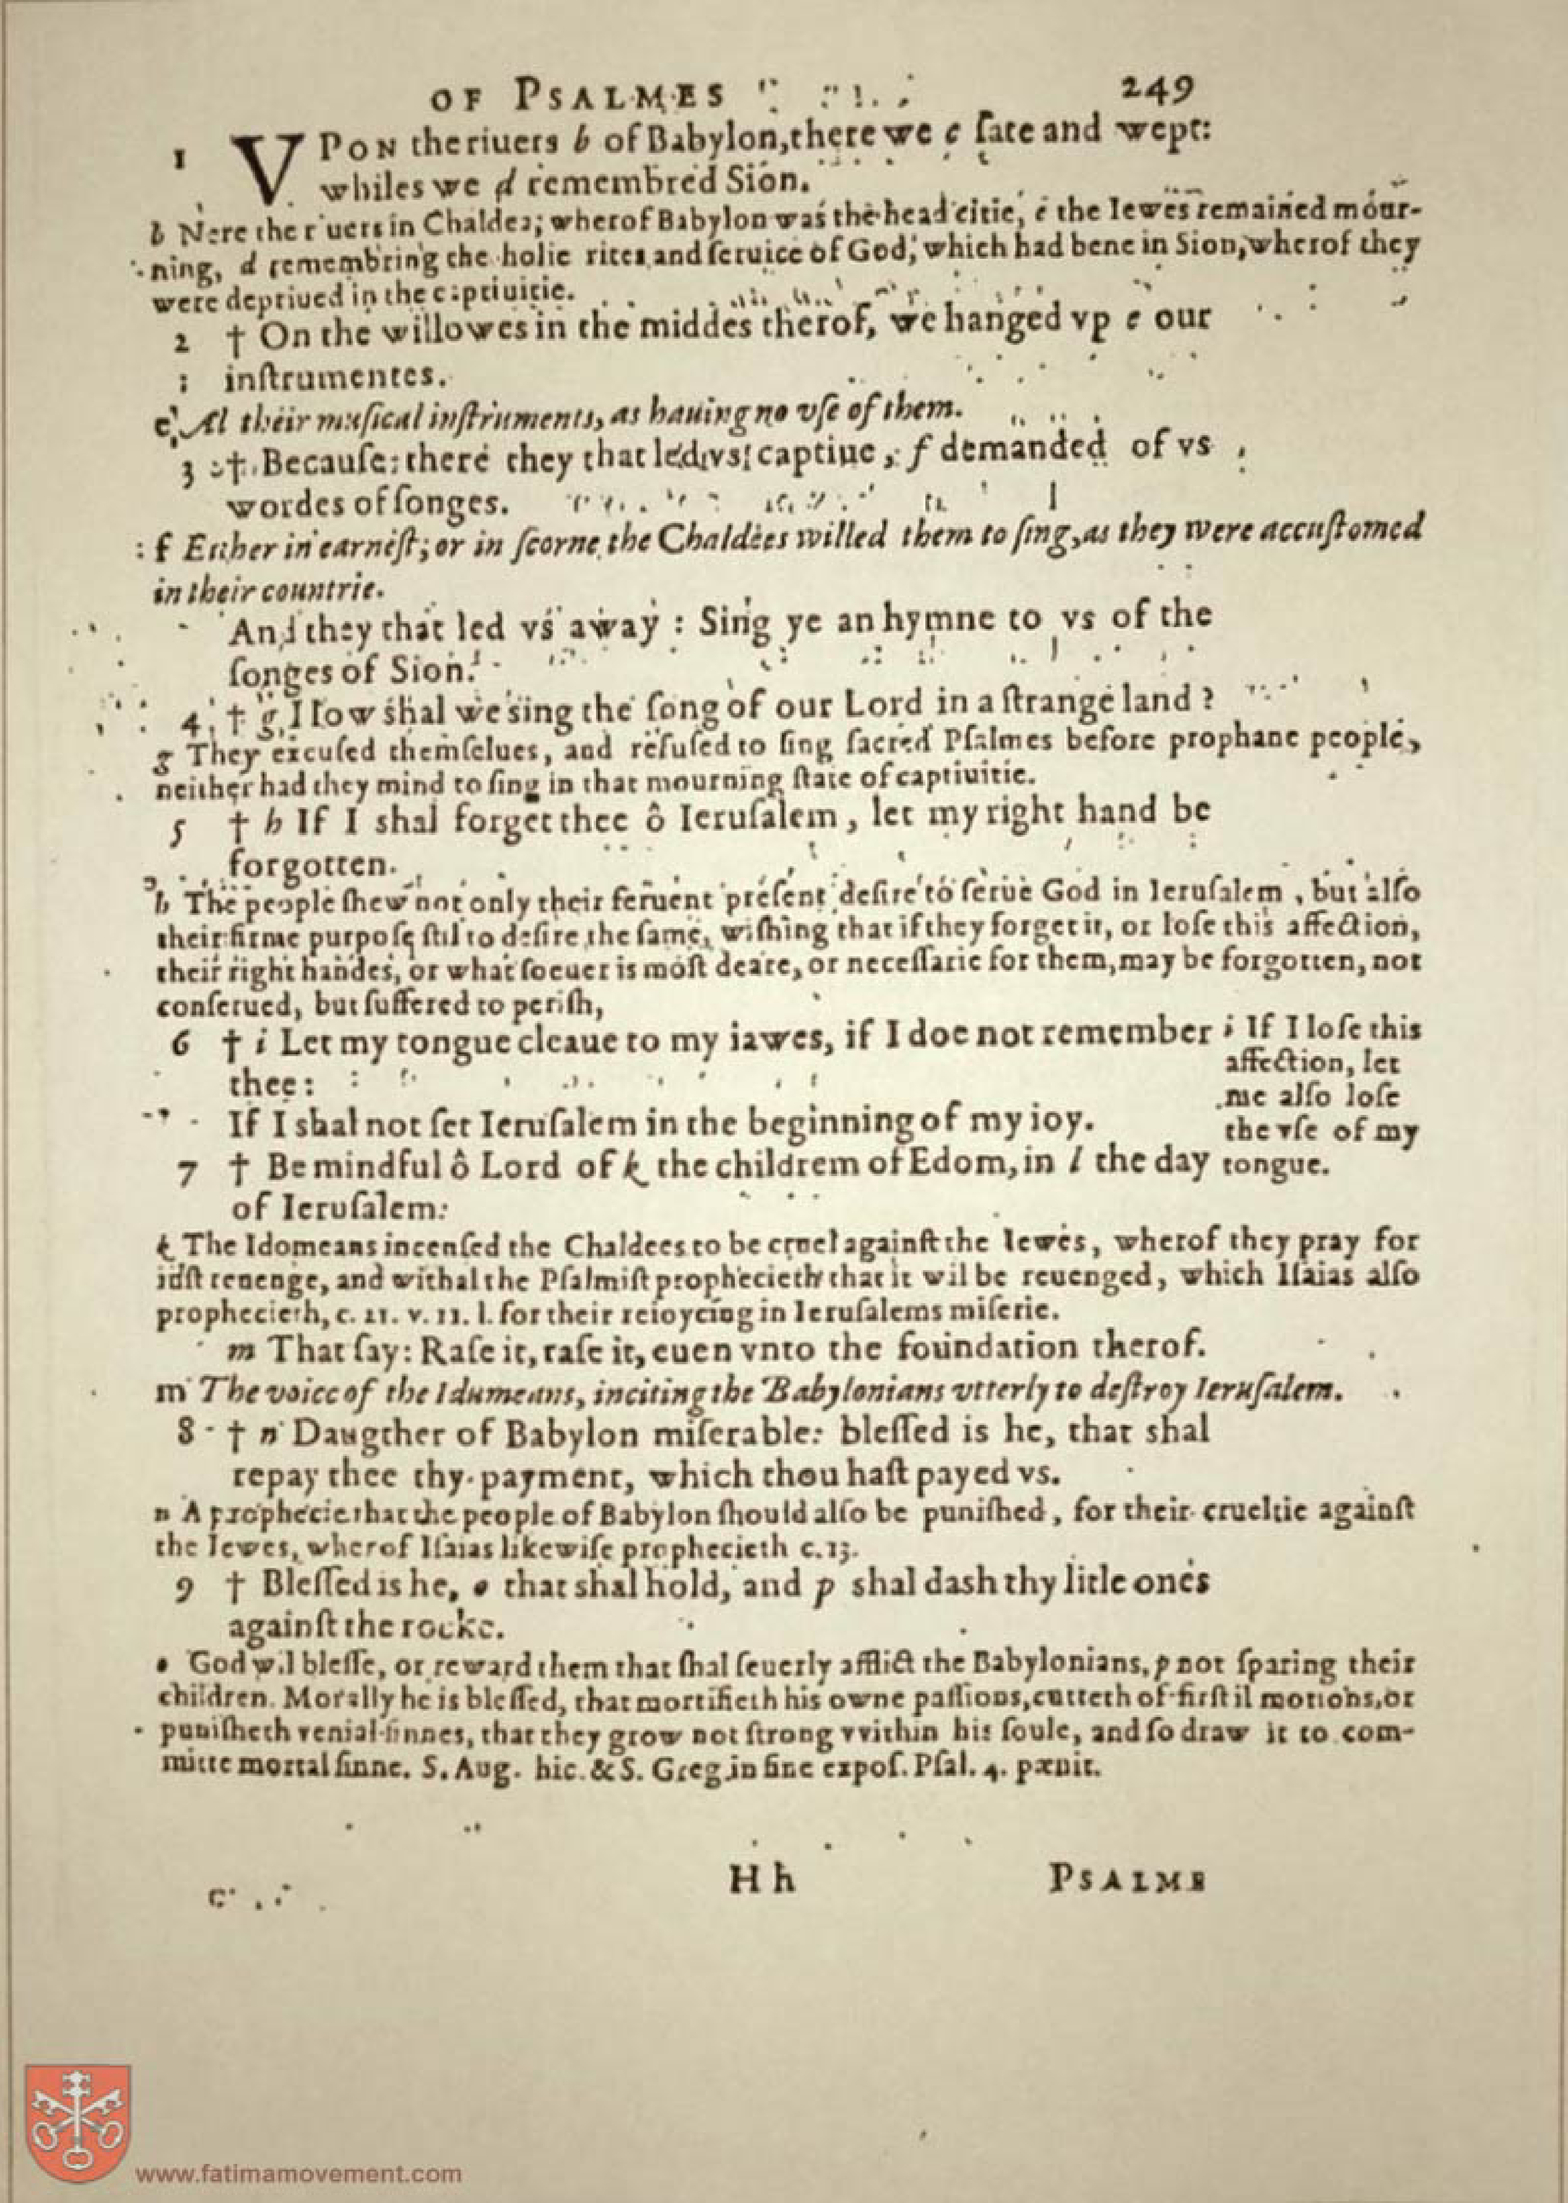 OF PSALMES 249
1 VPON the riuers b of Babylon, there we c ſate and wept:
whiles we d remembred Sion.
b Nere the riuers in Chaldea; wherof Babylon was the head citie, c the Iewes remained mour-
ning, d remembring the holie rites and ſeruice of God, which had bene in Sion, wherof they
were depriued in the captiuitie.
2 † On the willowes in the middes therof, we hanged vp e our
inſtrumentes.
e Al their muſical inſtruments, as hauing no vſe of them.
3 † Becauſe there they that led vs captiue, f demanded of vs
wordes of ſonges.
f Either in earneſt, or in ſcorne the Chaldees willed them to ſing, as they were accuſtomed
in their countrie.
And they that led vs away : Sing ye an hymne to vs of the
ſonges of Sion.
4 † g How shal we sing the ſong of our Lord in a ſtrange land ?
g They excuſed themſelues, and refuſed to ſing ſacred Pſalmes before prophane people,
neither had they mind to ſing in that mourning ſtate of captiuitie.
5 † h If I shal forget thee ô Ieruſalem, let my right hand be
forgotten.
h The people ſhew not only their feruent preſent deſire to ſerue God in Ieruſalem, but alſo
their firme purpoſe ſtil to deſire the ſame, wiſhing that if they forget it, or loſe this affection,
their right handes, or whatſoeuer is moſt deare, or neceſſarie for them, may be forgotten, not
conſerued, but ſuffered to periſh,
6 † i Let my tongue cleaue to my iawes, if I doe not remember
thee:
i If I loſe this
affection, let
me alſo loſe
the vſe of my
tongue.
If I shal not ſet Ieruſalem in the beginning of my ioy.
7 † Be mindful ô Lord of k the childrem of Edom, in l the day
of Ieruſalem:
k The Idomeans incenſed the Chaldees to be cruel againſt the Iewes, wherof they pray for
iuſt reuenge, and withal the Pſalmiſt prophecieth that it wil be reuenged, which Iſaias alſo
prophecieth, c. 21. v. 11. l. for their reioycing in Ieruſalems miſerie.
m That ſay: Raſe it, raſe it, euen vnto the foundation therof.
m The voice of the Idumeans, inciting the Babylonians vtterly to deſtroy Ieruſalem.
8 † n Daugther of Babylon miſerable: bleſſed is he, that shal
repay thee thy payment, which thou haſt payed vs.
n A prophecie that the people of Babylon ſhould alſo be puniſhed, for their crueltie againſt
the Iewes, wherof Iſaias likewiſe prophecieth c. 13.
9 † Bleſſed is he, o that shal hold, and p shal dash thy litle ones
againſt the rocke.
o God wil bleſſe, or reward them that ſhal ſeuerly afflict the Babylonians, p not ſparing their
children. Morally he is bleſſed, that mortifieth his owne paſſions, cutteth of firſt il motions, or
puniſheth venial ſinnes, that they grow not ſtrong vvithin his ſoule, and ſo draw it to com-
mitte mortal ſinne. S. Aug. hic. & S. Greg. in fine expoſ. Pſal. 4. pænit.
Hh PSALME
www.fatimamovement.com